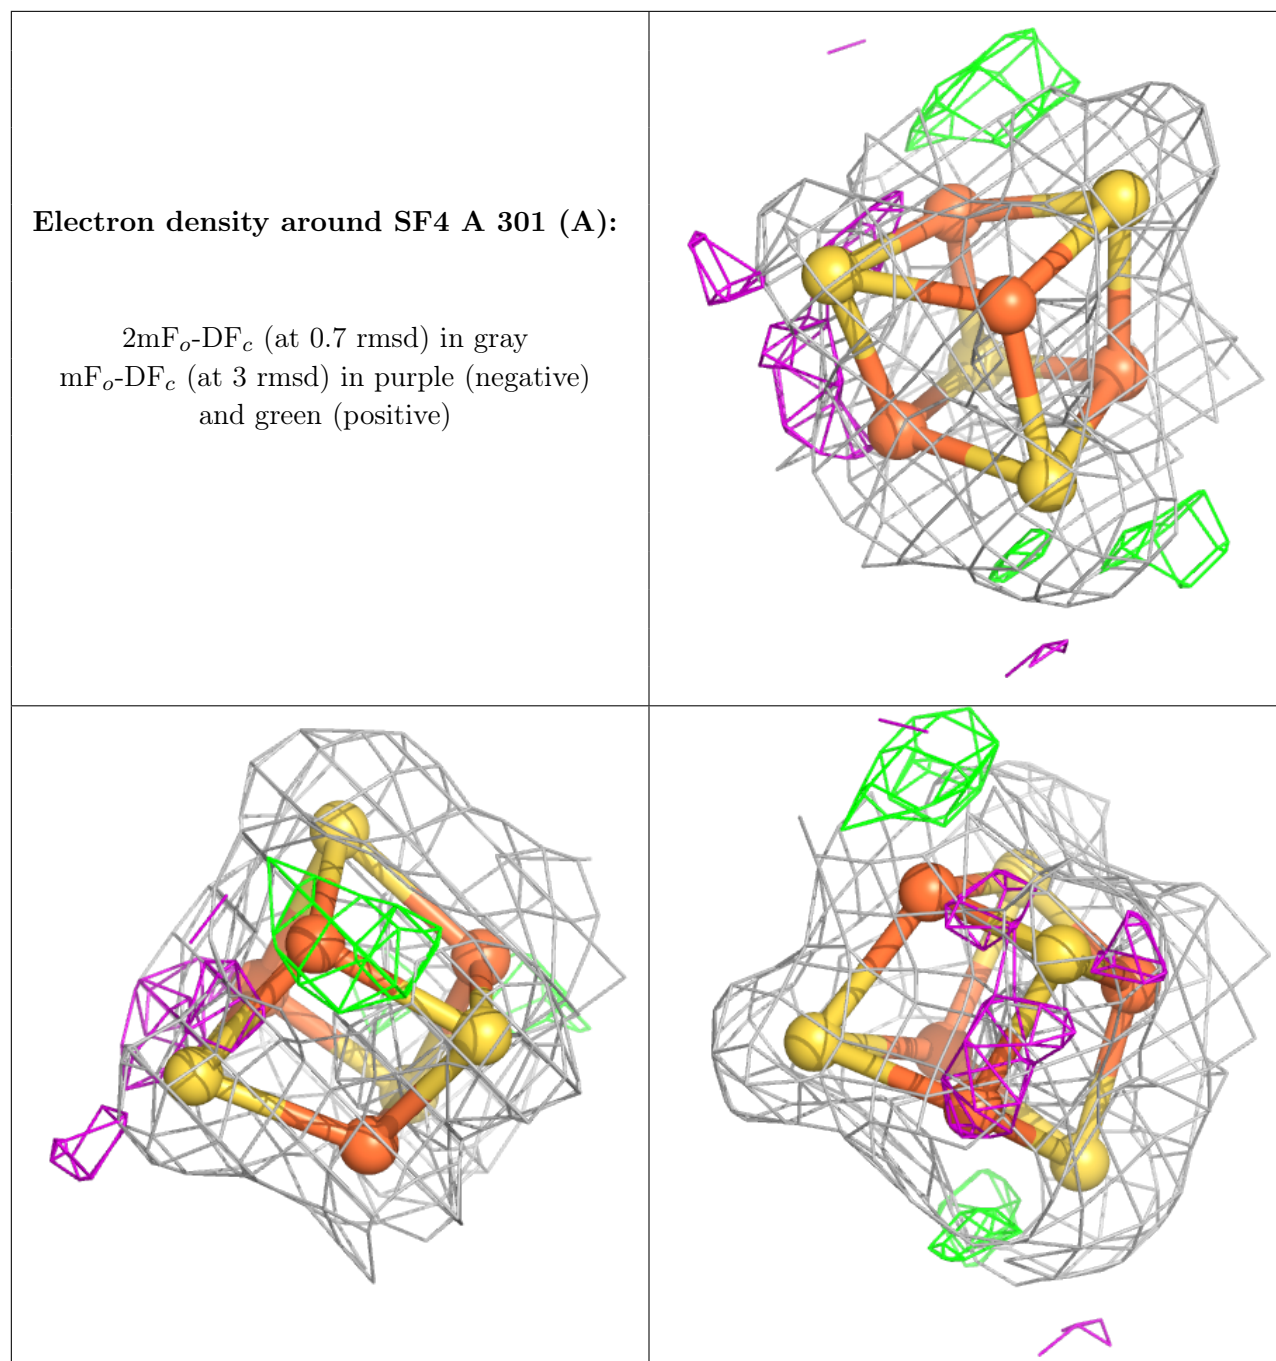 Electron density around SF4 A 301 (A):
2mFₒ-DF𝒸 (at 0.7 rmsd) in gray
mFₒ-DF𝒸 (at 3 rmsd) in purple (negative)
and green (positive)